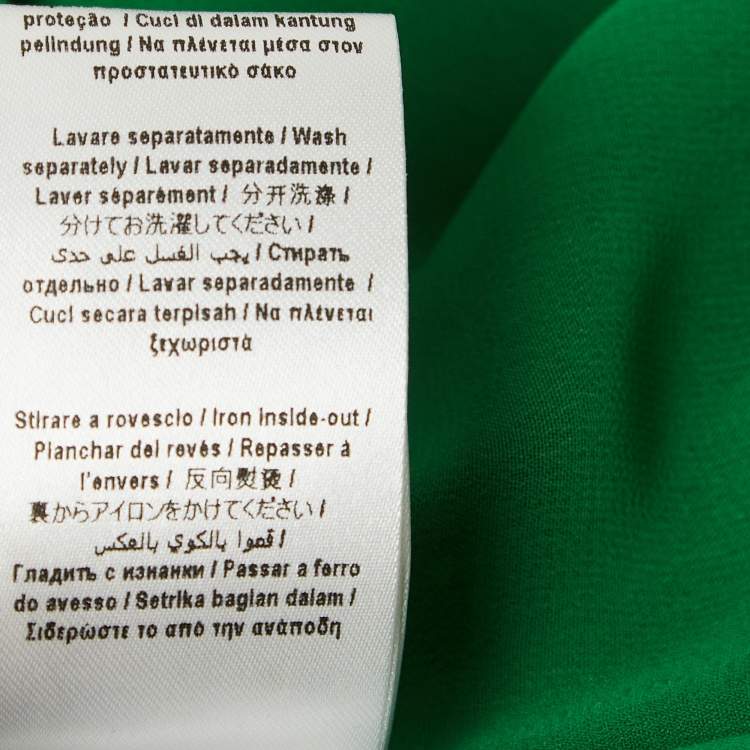 proteção / Cuci di dalam kantung
pelindung / Να πλένεται μέσα στον
προστατευτικό σάκο
Lavare separatamente / Wash
separately / Lavar separadamente /
Laver séparément / 分开洗涤 /
分けてお洗濯してください /
يجب الغسل على حدى / Стирать
отдельно / Lavar separadamente /
Cuci secara terpisah / Να πλένεται
ξεχωριστά
Stirare a rovescio / Iron inside-out /
Planchar del revés / Repasser à
l'envers / 反向熨烫 /
裏からアイロンをかけてください /
قوموا بالكوي بالعكس /
Гладить с изнанки / Passar a ferro
do avesso / Setrika bagian dalam /
Σιδερώστε το από την ανάποδη